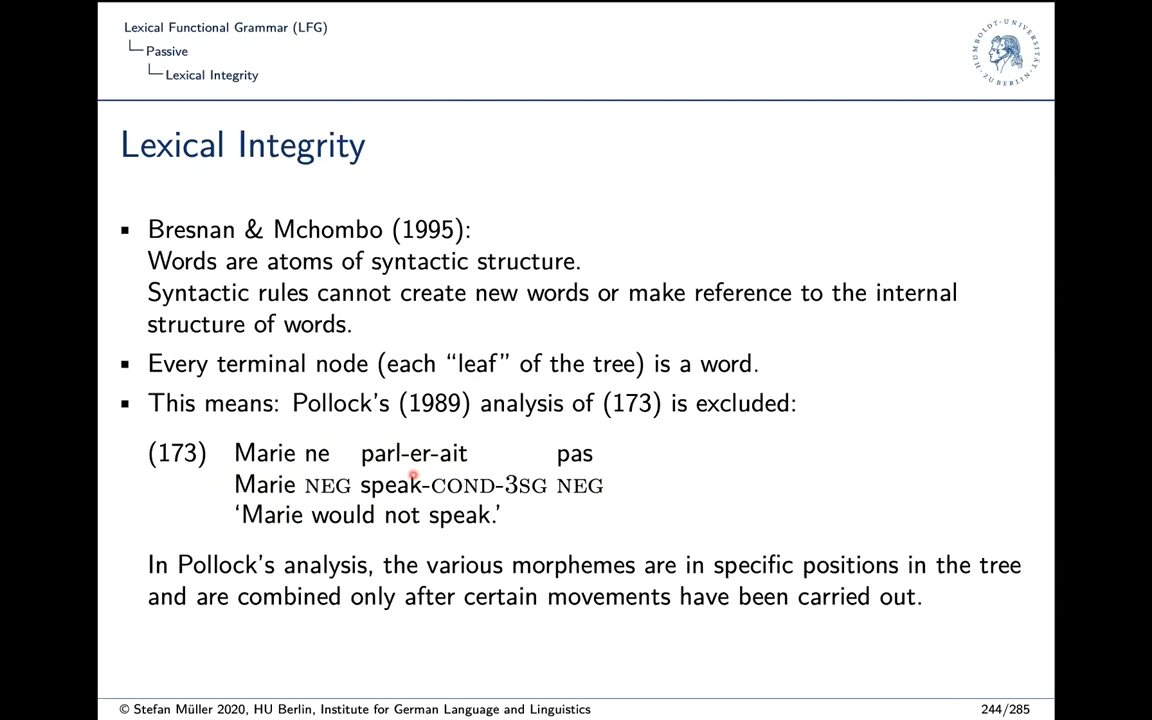 Lexical Functional Grammar (LFG)
Passive
Lexical Integrity
HUMBOLDT-UNIVERSITÄT
ZU BERLIN
Lexical Integrity
▪ Bresnan & Mchombo (1995):
Words are atoms of syntactic structure.
Syntactic rules cannot create new words or make reference to the internal
structure of words.
▪ Every terminal node (each “leaf” of the tree) is a word.
▪ This means: Pollock’s (1989) analysis of (173) is excluded:
(173) Marie ne parl-er-ait pas
Marie NEG speak-COND-3SG NEG
‘Marie would not speak.’
In Pollock’s analysis, the various morphemes are in specific positions in the tree
and are combined only after certain movements have been carried out.
© Stefan Müller 2020, HU Berlin, Institute for German Language and Linguistics 244/285